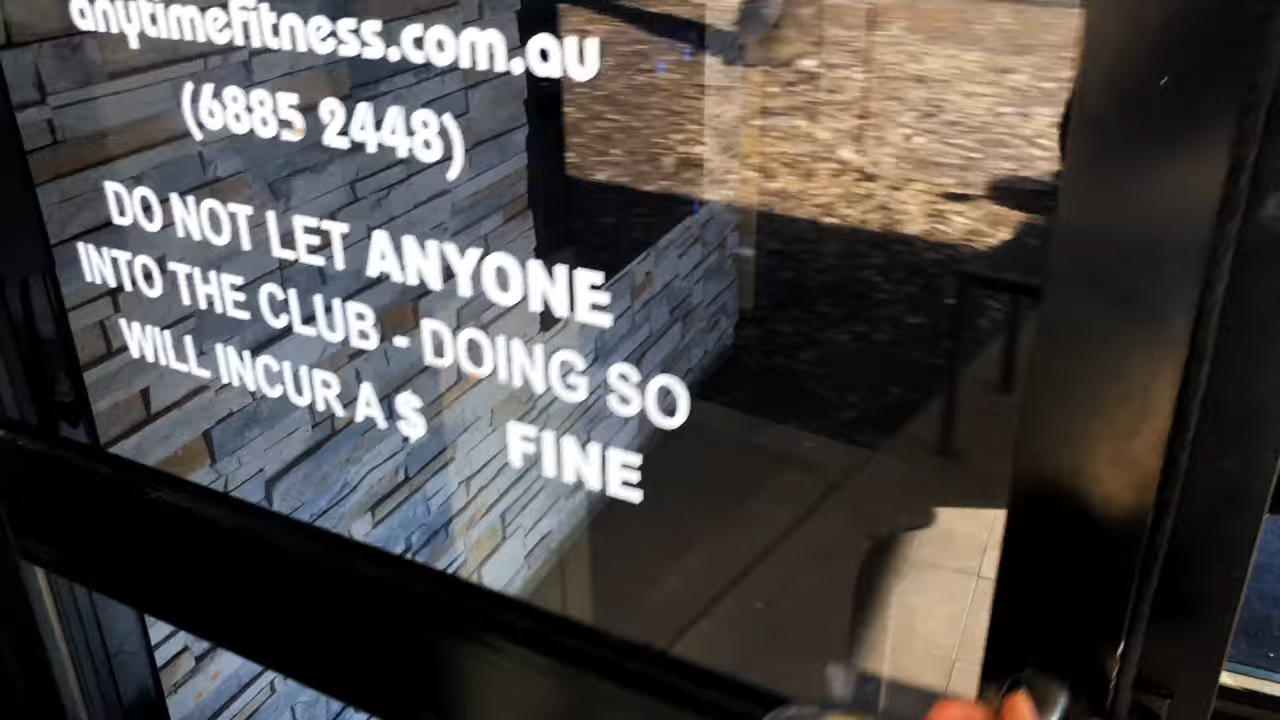 anytimefitness.com.au
(6885 2448)
DO NOT LET ANYONE
INTO THE CLUB - DOING SO
WILL INCUR A $ FINE